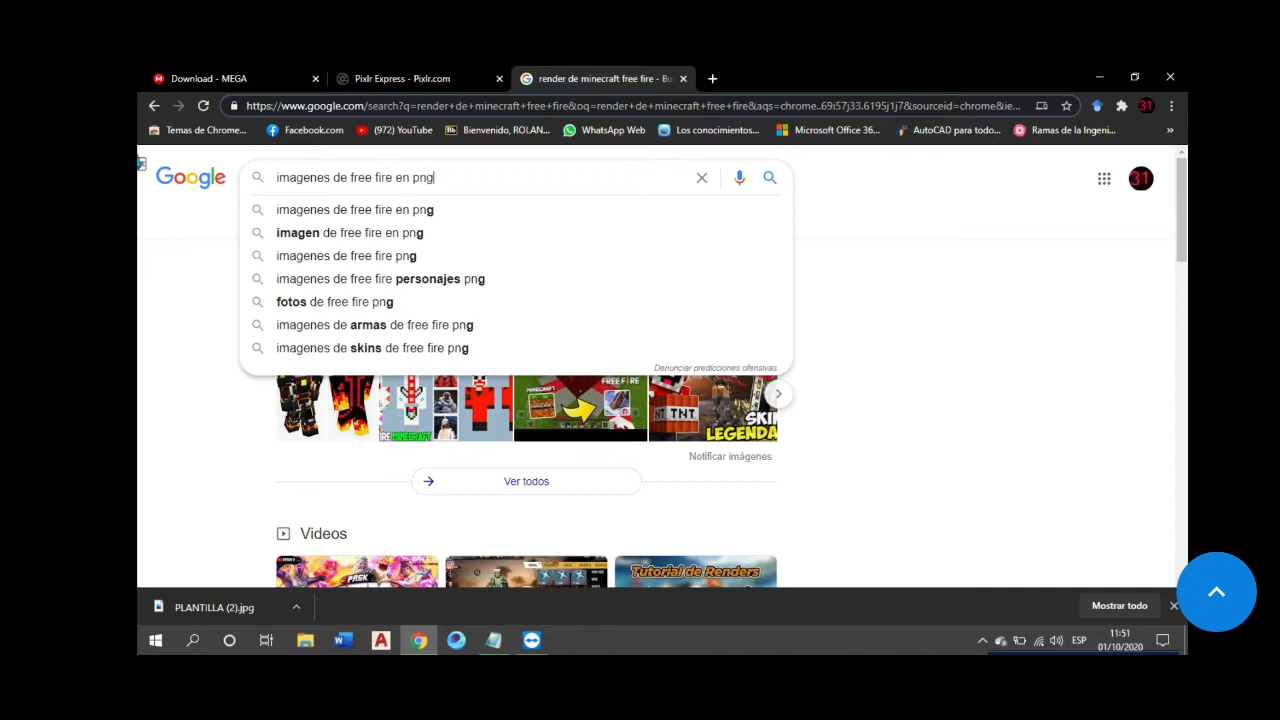 Download - MEGA
Pixlr Express - Pixlr.com
render de minecraft free fire - Bu
https://www.google.com/search?q=render+de+minecraft+free+fire&oq=render+de+minecraft+free+fire&aqs=chrome..69i57j33.6195j1j7&sourceid=chrome&ie...
31
Temas de Chrome...
Facebook.com
(972) YouTube
Bienvenido, ROLAN...
WhatsApp Web
Los conocimientos...
Microsoft Office 36...
AutoCAD para todo...
Ramas de la Ingeni...
Google
imagenes de free fire en png
31
imagenes de free fire en png
imagen de free fire en png
imagenes de free fire png
imagenes de free fire personajes png
fotos de free fire png
imagenes de armas de free fire png
imagenes de skins de free fire png
Denunciar predicciones ofensivas
MINECRAFT
FREE FIRE
TNT
SKIN
LEGENDA
Notificar imágenes
Ver todos
Videos
PACK
Tutorial de Renders
PLANTILLA (2).jpg
Mostrar todo
ESP
11:51
01/10/2020